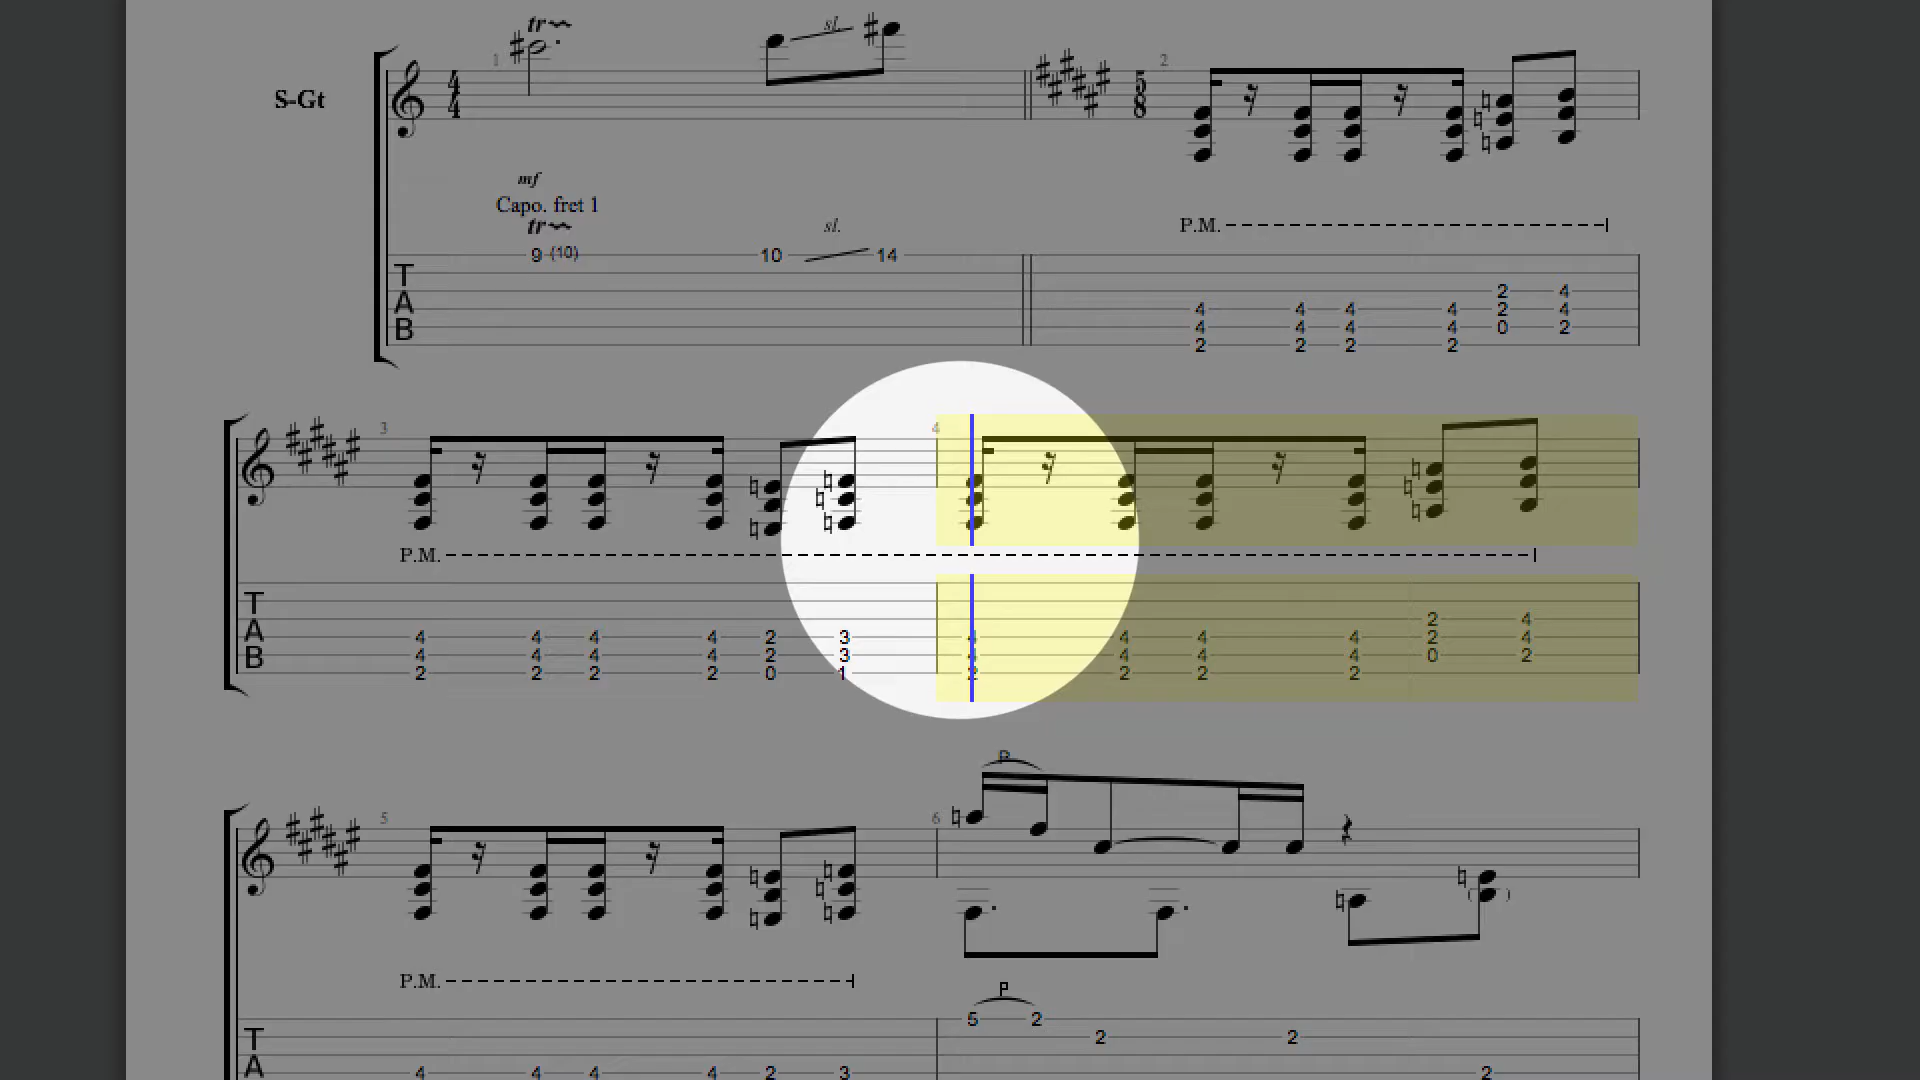 tr
sl.
1
2
S-Gt
4
4
5
8
mf
Capo. fret 1
tr
sl.
P.M.
9 (10) 10 14
T
A
B
2 4
4 4 4 4 2 4
4 4 4 4 0 2
2 2 2 2
3
4
P.M.
T
A
B
2 4
4 4 4 4 2 3 4 4 4 4 2 4
4 4 4 4 2 3 4 4 4 4 0 2
2 2 2 2 0 1 2 2 2 2
P
5
6
P.M.
P
5 2
T
2 2
A
4 4 4 4 2 3 2